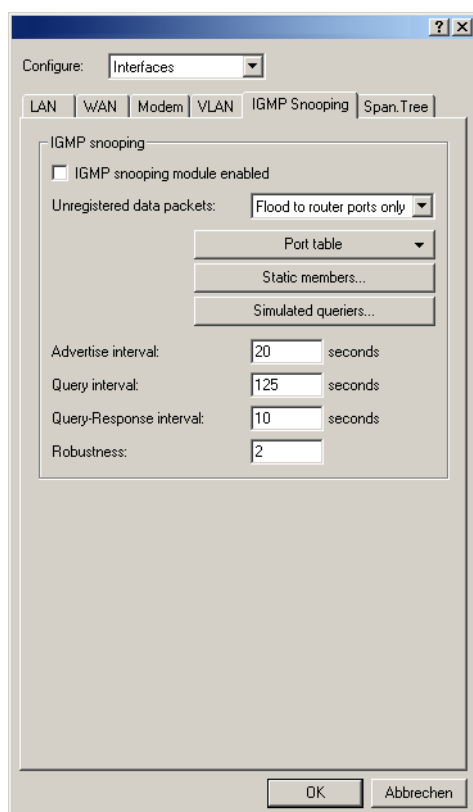 Configure: Interfaces
LAN WAN Modem VLAN IGMP Snooping Span.Tree
IGMP snooping
IGMP snooping module enabled
Unregistered data packets: Flood to router ports only
Port table
Static members...
Simulated queriers...
Advertise interval: 20 seconds
Query interval: 125 seconds
Query-Response interval: 10 seconds
Robustness: 2
OK Abbrechen